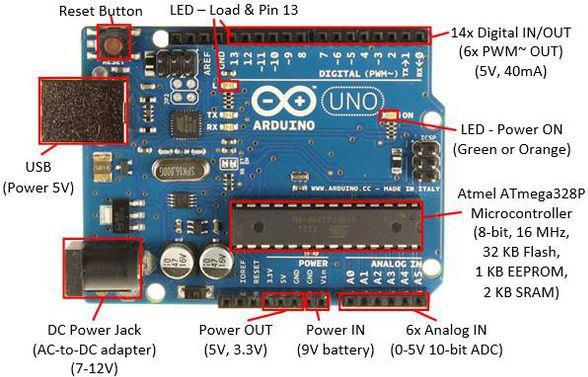 Reset Button
LED – Load & Pin 13
14x Digital IN/OUT
(6x PWM~ OUT)
(5V, 40mA)
RESET
AREF
GND
13
12
~11
~10
~9
8
7
~6
~5
4
~3
2
TX→1
RX←0
DIGITAL (PWM~)
L
TX
RX
ARDUINO
UNO
ON
ICSP
USB
(Power 5V)
LED - Power ON
(Green or Orange)
WWW.ARDUINO.CC - MADE IN ITALY
Atmel ATmega328P
Microcontroller
(8-bit, 16 MHz,
32 KB Flash,
1 KB EEPROM,
2 KB SRAM)
POWER
ANALOG IN
IOREF
RESET
3.3V
5V
GND
GND
Vin
A0
A1
A2
A3
A4
A5
DC Power Jack
(AC-to-DC adapter)
(7-12V)
Power OUT
(5V, 3.3V)
Power IN
(9V battery)
6x Analog IN
(0-5V 10-bit ADC)